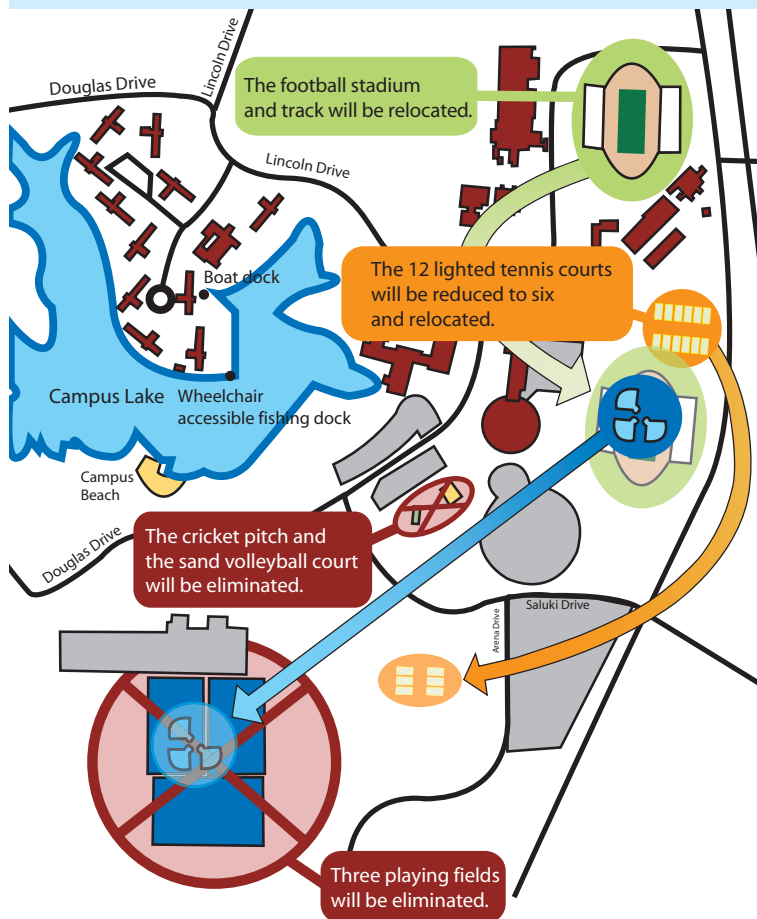 Lincoln Drive
Douglas Drive
The football stadium
and track will be relocated.
Lincoln Drive
The 12 lighted tennis courts
will be reduced to six
and relocated.
Boat dock
Campus Lake
Wheelchair
accessible fishing dock
Campus
Beach
Douglas Drive
The cricket pitch and
the sand volleyball court
will be eliminated.
Saluki Drive
Arena Drive
Three playing fields
will be eliminated.